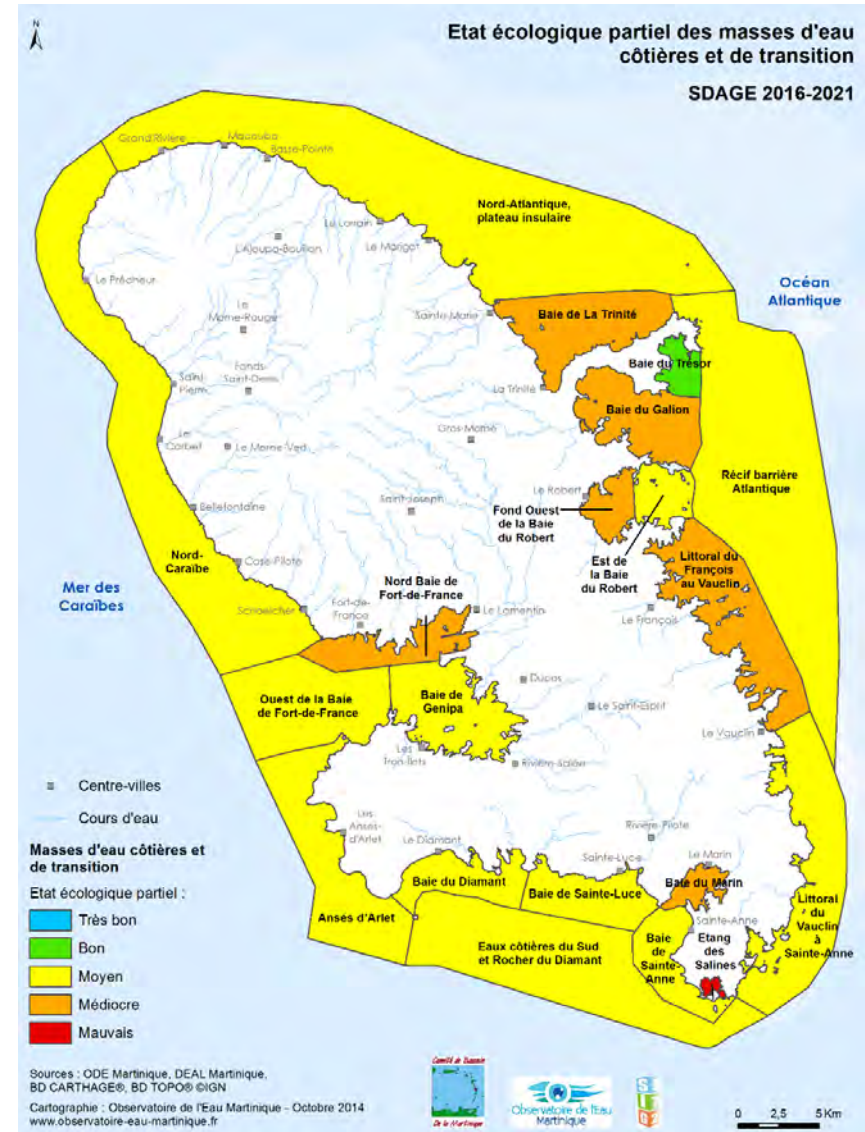 Etat écologique partiel des masses d'eau
côtières et de transition
SDAGE 2016-2021
N
Grand'Rivière
Macouba
Basse-Pointe
Nord-Atlantique,
plateau insulaire
Le Lorrain
L'Ajoupa-Bouillon
Le Marigot
Le Prêcheur
Océan
Atlantique
Le
Morne-Rouge
Sainte-Marie
Baie de La Trinité
Baie du Trésor
Fonds-
Saint-Denis
Saint-
Pierre
La Trinité
Baie du Galion
Gros-Morne
Le
Carbet
Le Morne-Vert
Récif barrière
Atlantique
Le Robert
Saint-Joseph
Bellefontaine
Fond Ouest
de la Baie
du Robert
Est de
la Baie
du Robert
Littoral du
François
au Vauclin
Nord-
Caraïbe
Case-Pilote
Mer des
Caraïbes
Nord Baie de
Fort-de-France
Schoelcher
Fort-de-
France
Le Lamentin
Le François
Ducos
Ouest de la Baie
de Fort-de-France
Baie de
Genipa
Le Saint-Esprit
Le Vauclin
Les
Trois-Ilets
Rivière-Salée
Les
Anses-
d'Arlet
Le Diamant
Rivière-Pilote
Sainte-Luce
Le Marin
Baie du Marin
Baie du Diamant
Baie de Sainte-Luce
Anses d'Arlet
Sainte-Anne
Littoral
du
Vauclin
à
Sainte-Anne
Eaux côtières du Sud
et Rocher du Diamant
Baie
de
Sainte-
Anne
Etang
des
Salines
Centre-villes
Cours d'eau
Masses d'eau côtières et
de transition
Etat écologique partiel :
Très bon
Bon
Moyen
Médiocre
Mauvais
Sources : ODE Martinique, DEAL Martinique,
BD CARTHAGE®, BD TOPO® ©IGN
Cartographie : Observatoire de l'Eau Martinique - Octobre 2014
www.observatoire-eau-martinique.fr
Comité de Bassin
De la Martinique
Observatoire de l'Eau
Martinique
0 2,5 5 Km